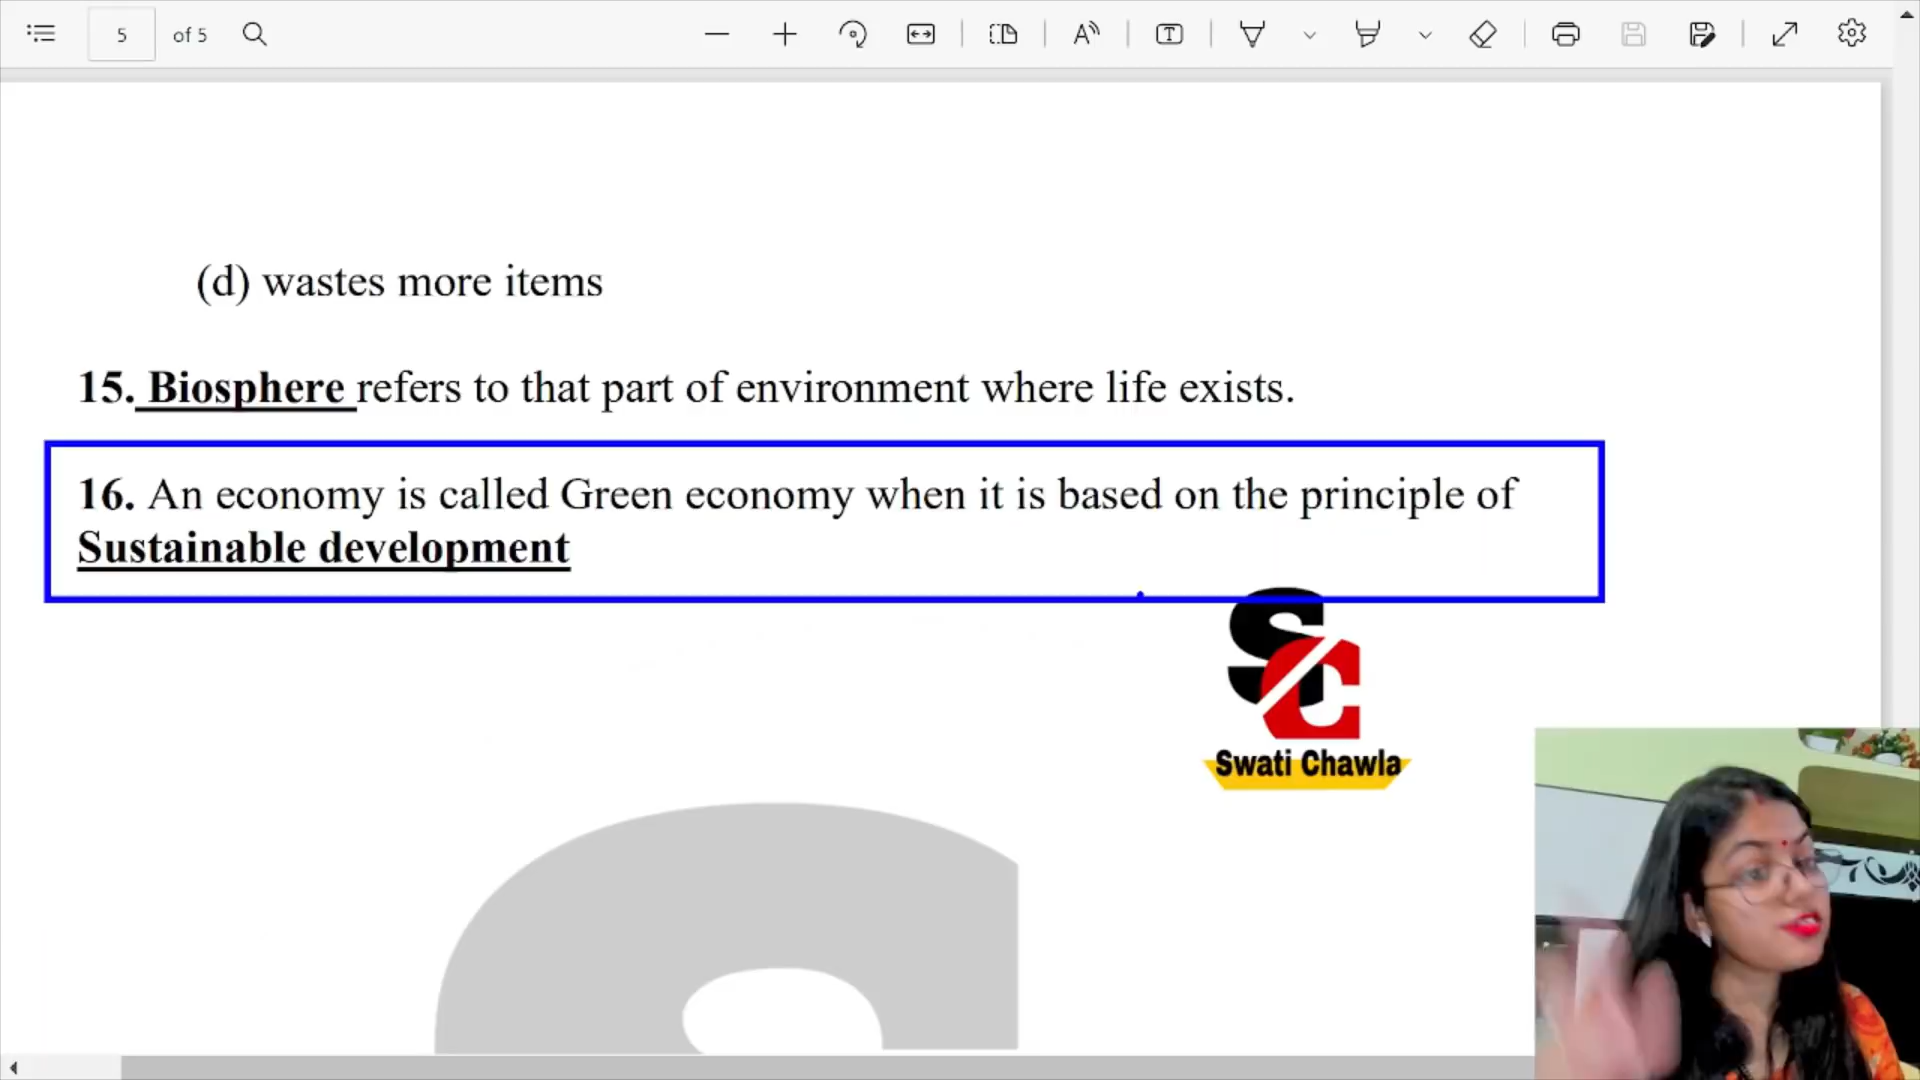 5 of 5
(d) wastes more items
15. Biosphere refers to that part of environment where life exists.
16. An economy is called Green economy when it is based on the principle of
Sustainable development
SC
Swati Chawla